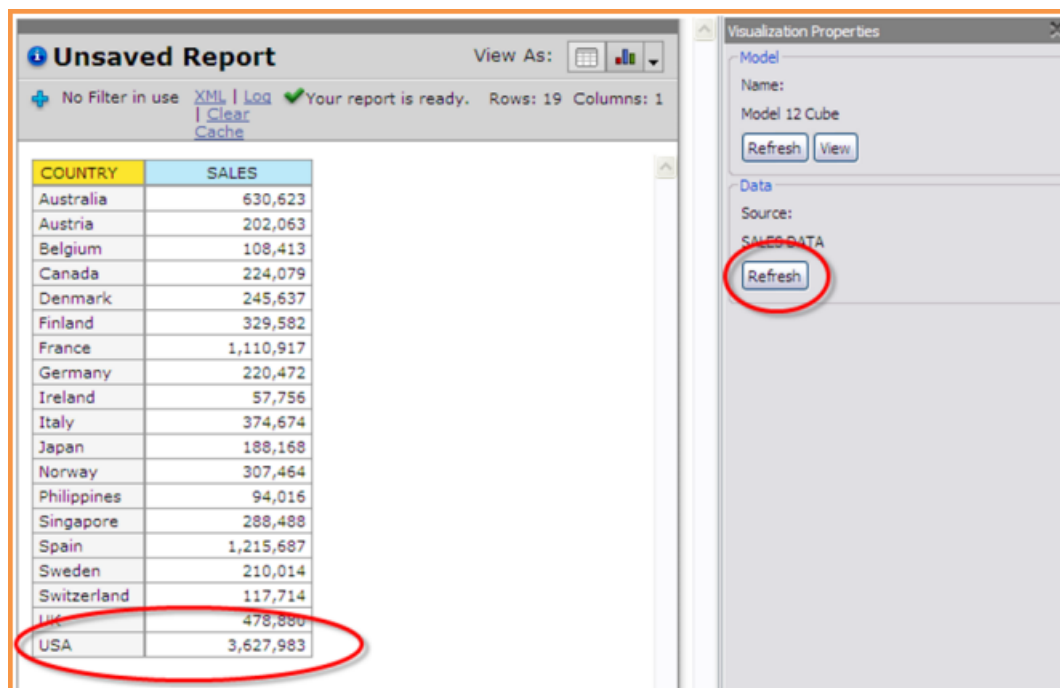 Unsaved Report
View As:
No Filter in use XML | Log Your report is ready. Rows: 19 Columns: 1
| Clear
Cache
COUNTRY SALES
Australia 630,623
Austria 202,063
Belgium 108,413
Canada 224,079
Denmark 245,637
Finland 329,582
France 1,110,917
Germany 220,472
Ireland 57,756
Italy 374,674
Japan 188,168
Norway 307,464
Philippines 94,016
Singapore 288,488
Spain 1,215,687
Sweden 210,014
Switzerland 117,714
UK 478,880
USA 3,627,983
Visualization Properties
Model
Name:
Model 12 Cube
Refresh View
Data
Source:
SALES DATA
Refresh